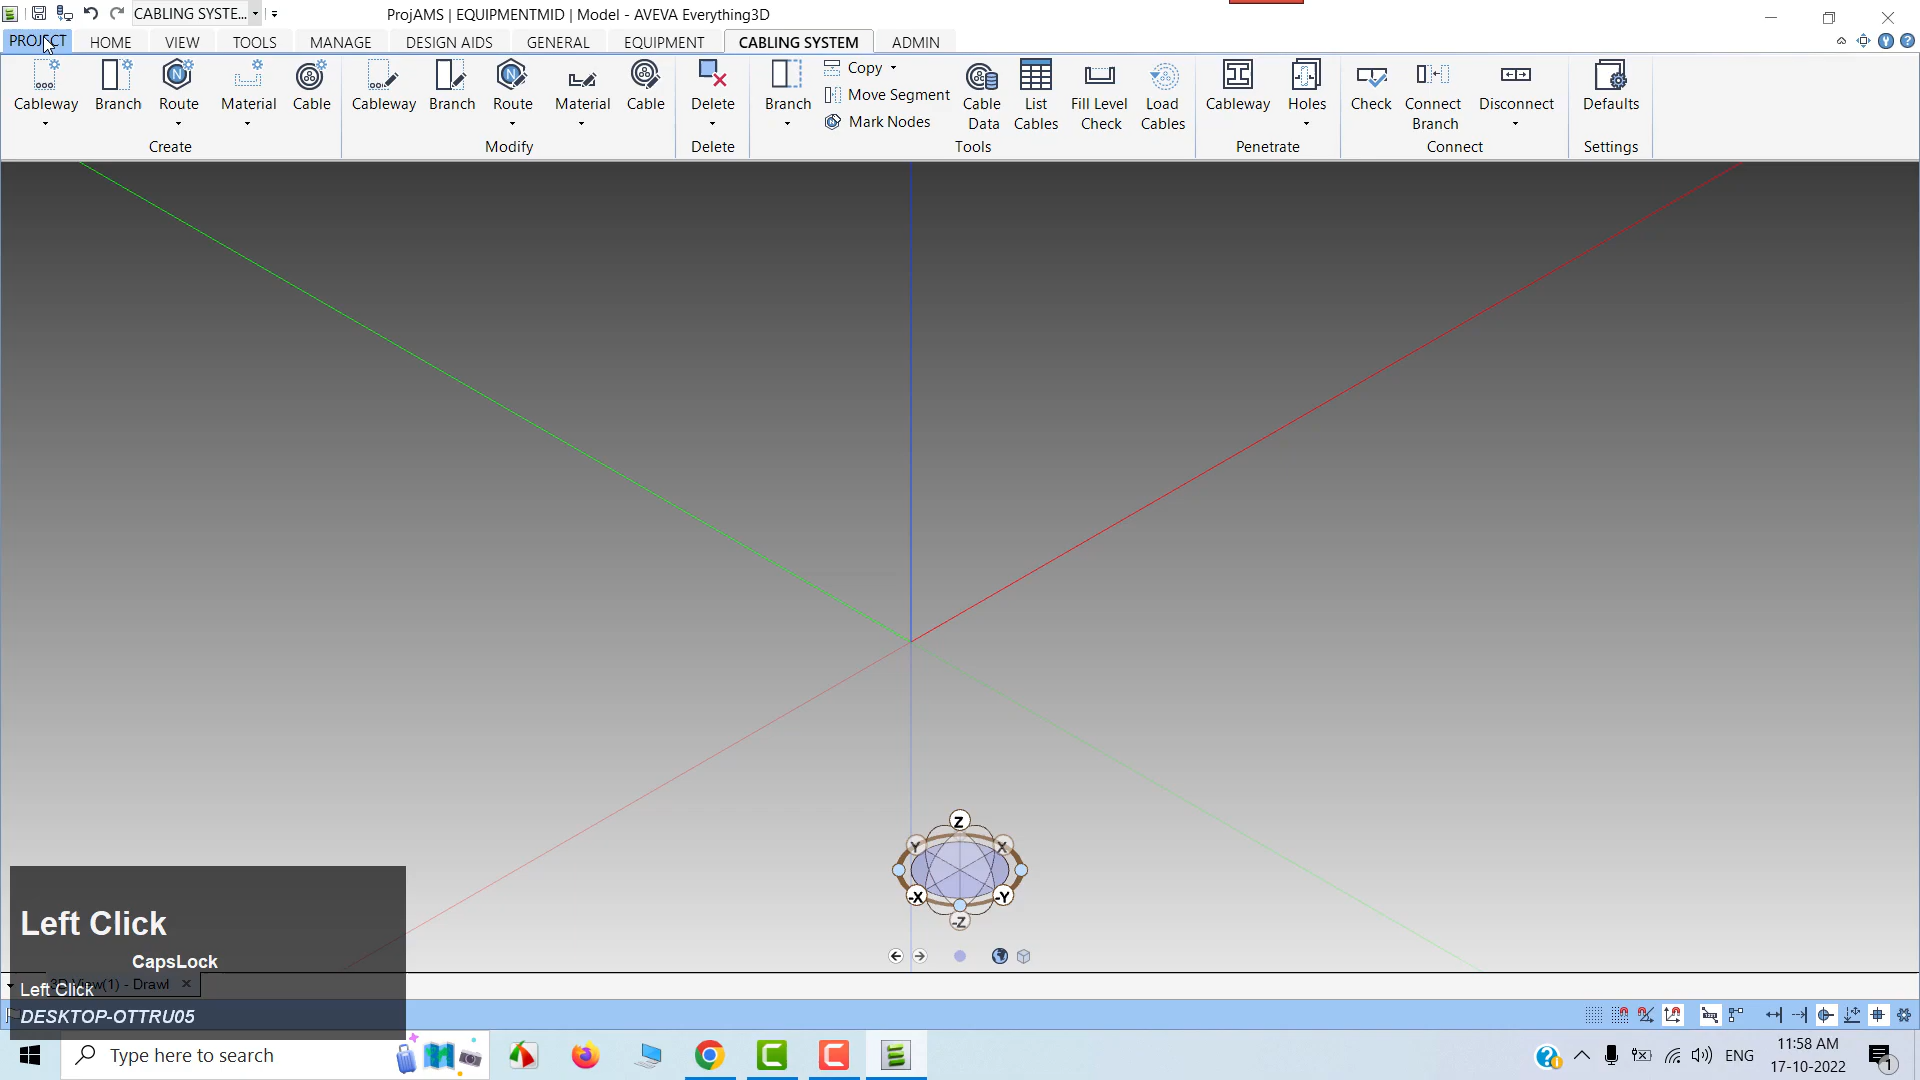 CABLING SYSTE...
ProjAMS | EQUIPMENTMID | Model - AVEVA Everything3D
PROJECT HOME VIEW TOOLS MANAGE DESIGN AIDS GENERAL EQUIPMENT CABLING SYSTEM ADMIN
Cableway Branch Route Material Cable
Create
Cableway Branch Route Material Cable
Modify
Delete
Delete
Branch
Copy
Move Segment
Mark Nodes
Cable Data
List Cables
Fill Level Check
Load Cables
Tools
Cableway Holes
Penetrate
Check
Connect Branch
Disconnect
Connect
Defaults
Settings
Z
Y X
-X -Y
-Z
Left Click
CapsLock
Left Click
(1) - Drawl
DESKTOP-OTTRU05
Type here to search
ENG
11:58 AM
17-10-2022
1